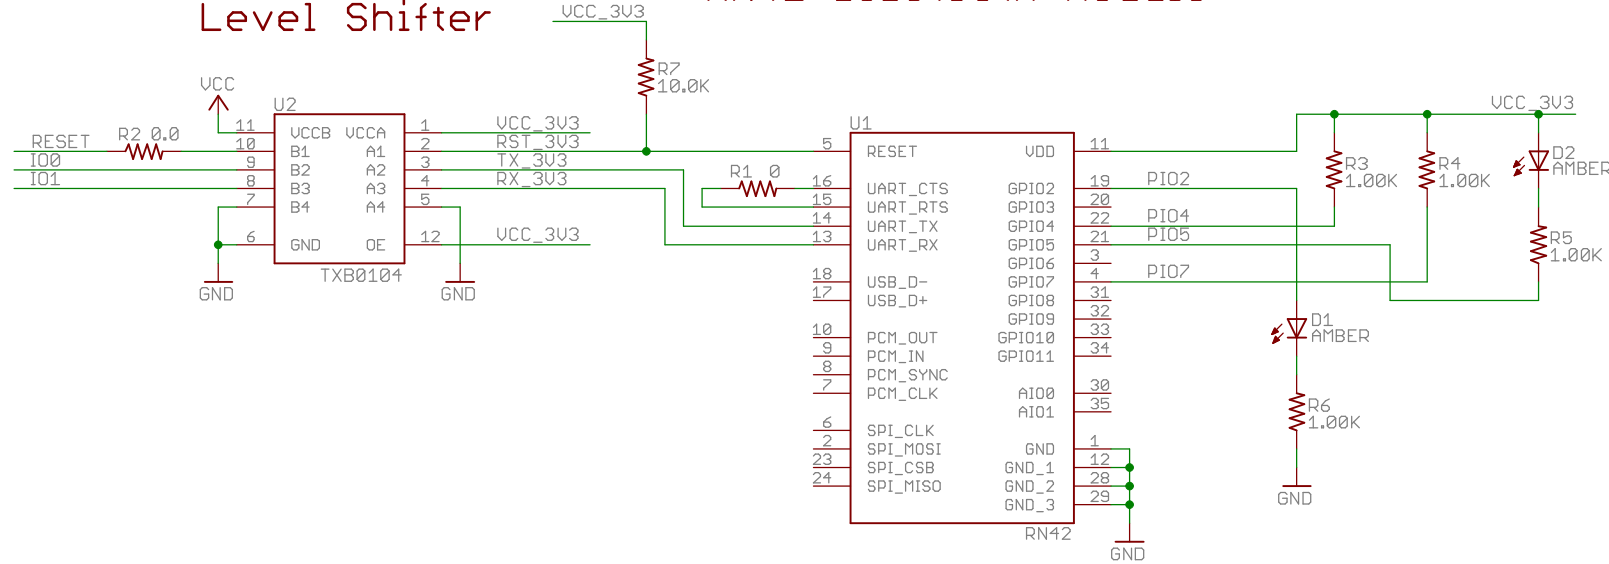 Level Shifter
VCC_3V3
R7
10.0K
VCC
U2
RESET
R2 0.0
IO0
IO1
11
10
9
8
7
6
VCCB VCCA
B1 A1
B2 A2
B3 A3
B4 A4
GND OE
1
2
3
4
5
12
TXB0104
VCC_3V3
RST_3V3
TX_3V3
RX_3V3
VCC_3V3
GND
GND
R1 0
U1
5 RESET
16 UART_CTS
15 UART_RTS
14 UART_TX
13 UART_RX
18 USB_D-
17 USB_D+
10 PCM_OUT
9 PCM_IN
8 PCM_SYNC
7 PCM_CLK
6 SPI_CLK
2 SPI_MOSI
23 SPI_CSB
24 SPI_MISO
VDD 11
GPIO2 19
GPIO3 20
GPIO4 22
GPIO5 21
GPIO6 3
GPIO7 4
GPIO8 31
GPIO9 32
GPIO10 33
GPIO11 34
AIO0 30
AIO1 35
GND 1
GND_1 12
GND_2 28
GND_3 29
RN42
GND
PIO2
PIO4
PIO5
PIO7
VCC_3V3
R3
1.00K
R4
1.00K
D2
AMBER
R5
1.00K
D1
AMBER
R6
1.00K
GND